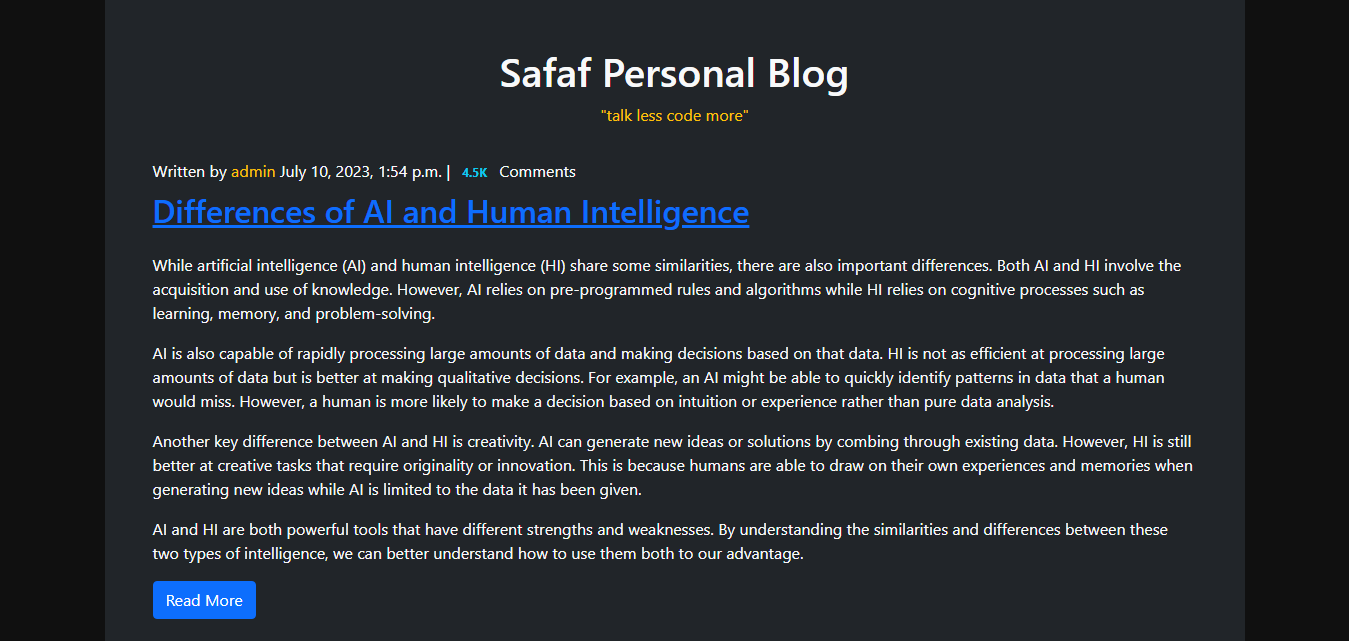 Safaf Personal Blog
"talk less code more"
Written by admin July 10, 2023, 1:54 p.m. | 4.5K Comments
Differences of AI and Human Intelligence
While artificial intelligence (AI) and human intelligence (HI) share some similarities, there are also important differences. Both AI and HI involve the
acquisition and use of knowledge. However, AI relies on pre-programmed rules and algorithms while HI relies on cognitive processes such as
learning, memory, and problem-solving.
AI is also capable of rapidly processing large amounts of data and making decisions based on that data. HI is not as efficient at processing large
amounts of data but is better at making qualitative decisions. For example, an AI might be able to quickly identify patterns in data that a human
would miss. However, a human is more likely to make a decision based on intuition or experience rather than pure data analysis.
Another key difference between AI and HI is creativity. AI can generate new ideas or solutions by combing through existing data. However, HI is still
better at creative tasks that require originality or innovation. This is because humans are able to draw on their own experiences and memories when
generating new ideas while AI is limited to the data it has been given.
AI and HI are both powerful tools that have different strengths and weaknesses. By understanding the similarities and differences between these
two types of intelligence, we can better understand how to use them both to our advantage.
Read More